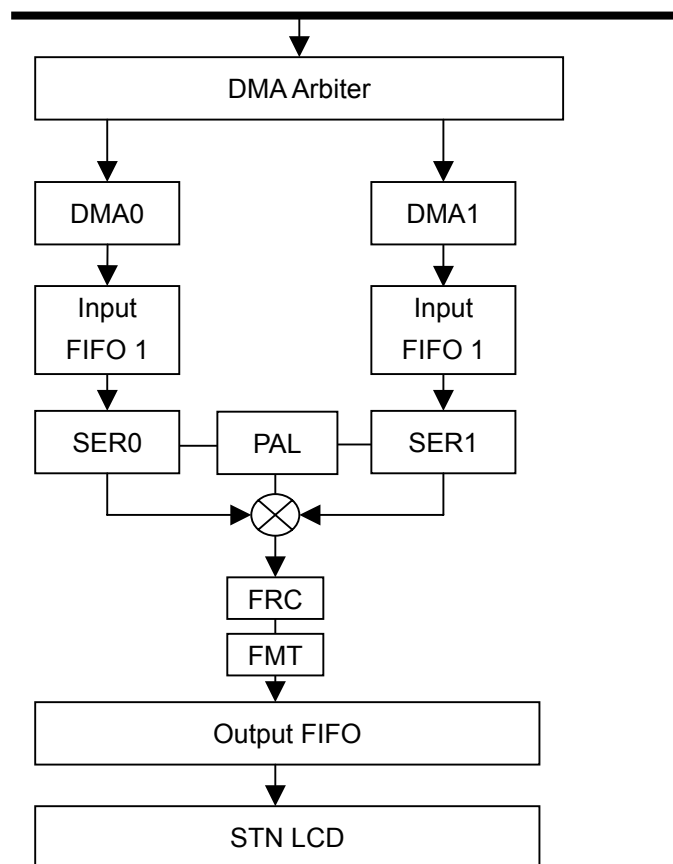 DMA Arbiter
DMA0
DMA1
Input
FIFO 1
Input
FIFO 1
SER0
PAL
SER1
FRC
FMT
Output FIFO
STN LCD